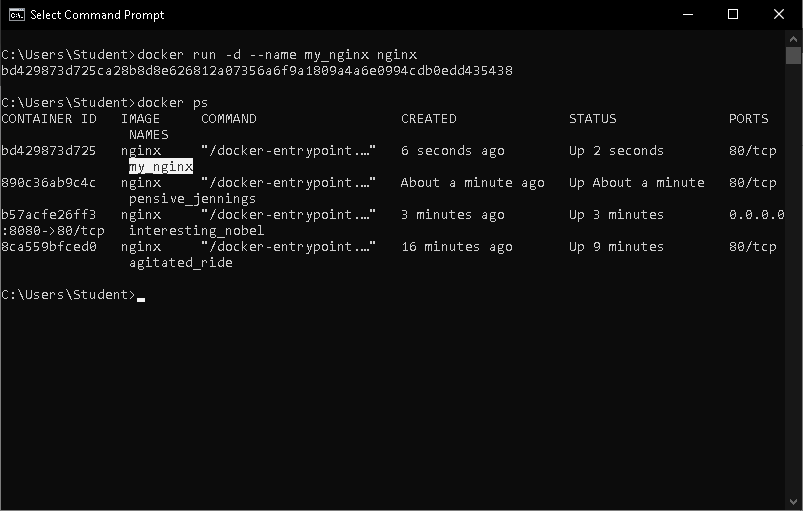 Select Command Prompt
C:\Users\Student>docker run -d --name my_nginx nginx
bd429873d725ca28b8d8e626812a07356a6f9a1809a4a6e0994cdb0edd435438
C:\Users\Student>docker ps
CONTAINER ID   IMAGE     COMMAND                  CREATED              STATUS              PORTS
                NAMES
bd429873d725   nginx     "/docker-entrypoint.…"   6 seconds ago        Up 2 seconds        80/tcp
                my_nginx
890c36ab9c4c   nginx     "/docker-entrypoint.…"   About a minute ago   Up About a minute   80/tcp
                pensive_jennings
b57acfe26ff3   nginx     "/docker-entrypoint.…"   3 minutes ago        Up 3 minutes        0.0.0.0
:8080->80/tcp   interesting_nobel
8ca559bfced0   nginx     "/docker-entrypoint.…"   16 minutes ago       Up 9 minutes        80/tcp
                agitated_ride
C:\Users\Student>